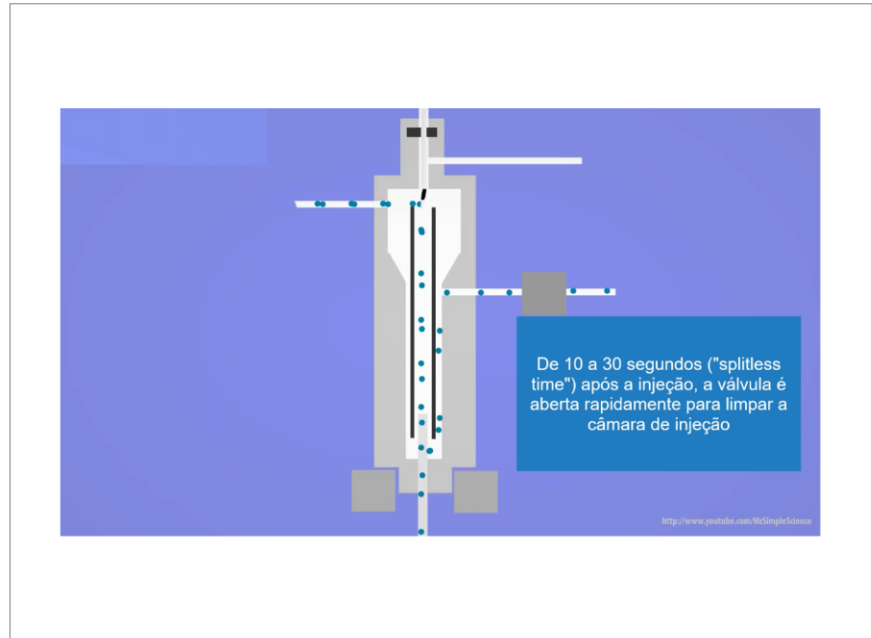 De 10 a 30 segundos ("splitless
time") após a injeção, a válvula é
aberta rapidamente para limpar a
câmara de injeção
http://www.youtube.com/MrSimpleScience